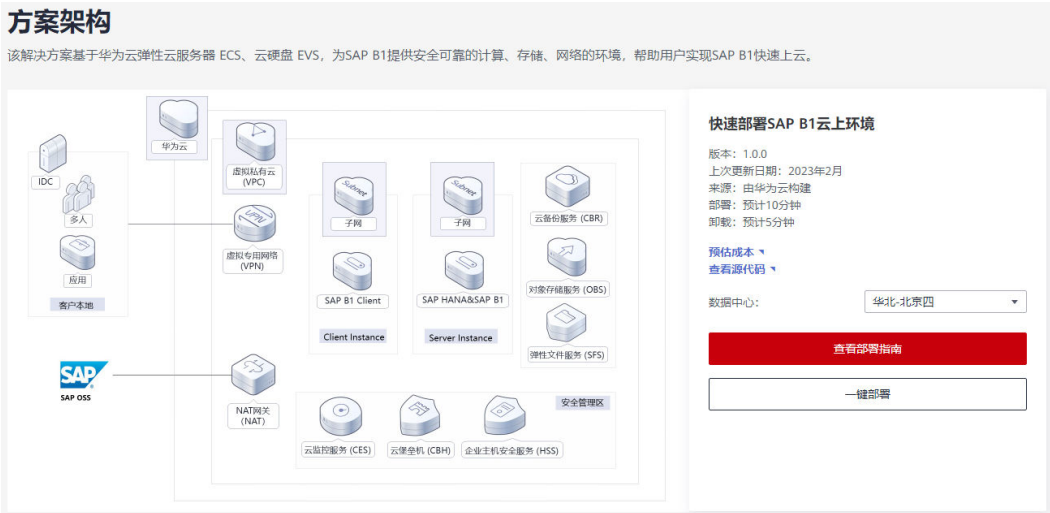 方案架构
该解决方案基于华为云弹性云服务器 ECS、云硬盘 EVS，为SAP B1提供安全可靠的计算、存储、网络的环境，帮助用户实现SAP B1快速上云。
华为云
IDC
多人
应用
客户本地
SAP
SAP OSS
虚拟私有云
(VPC)
VPN
虚拟专用网络
(VPN)
NAT网关
(NAT)
Subnet
子网
SAP B1 Client
Client Instance
Subnet
子网
SAP HANA&SAP B1
Server Instance
云备份服务 (CBR)
对象存储服务 (OBS)
弹性文件服务 (SFS)
安全管理区
云监控服务 (CES)
云堡垒机 (CBH)
企业主机安全服务 (HSS)
快速部署SAP B1云上环境
版本：1.0.0
上次更新日期：2023年2月
来源：由华为云构建
部署：预计10分钟
卸载：预计5分钟
预估成本
查看源代码
数据中心：
华北-北京四
查看部署指南
一键部署